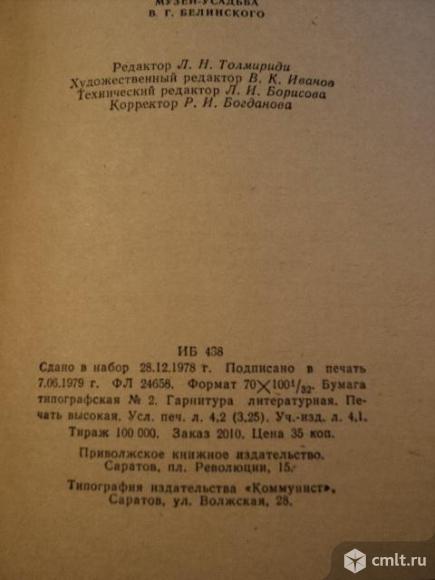 МУЗЕЙ-УСАДЬБА
В. Г. БЕЛИНСКОГО
Редактор Л. Н. Толмириди
Художественный редактор В. К. Иванов
Технический редактор Л. И. Борисова
Корректор Р. И. Богданова
ИБ 438
Сдано в набор 28.12.1978 г. Подписано в печать
7.06.1979 г. ФЛ 24658. Формат 70×100¹/₃₂. Бумага
типографская № 2. Гарнитура литературная. Пе-
чать высокая. Усл. печ. л. 4,2 (3,25). Уч.-изд. л. 4,1.
Тираж 100 000. Заказ 2010. Цена 35 коп.
Приволжское книжное издательство.
Саратов, пл. Революции, 15.
Типография издательства «Коммунист».
Саратов, ул. Волжская, 28.
cmlt.ru